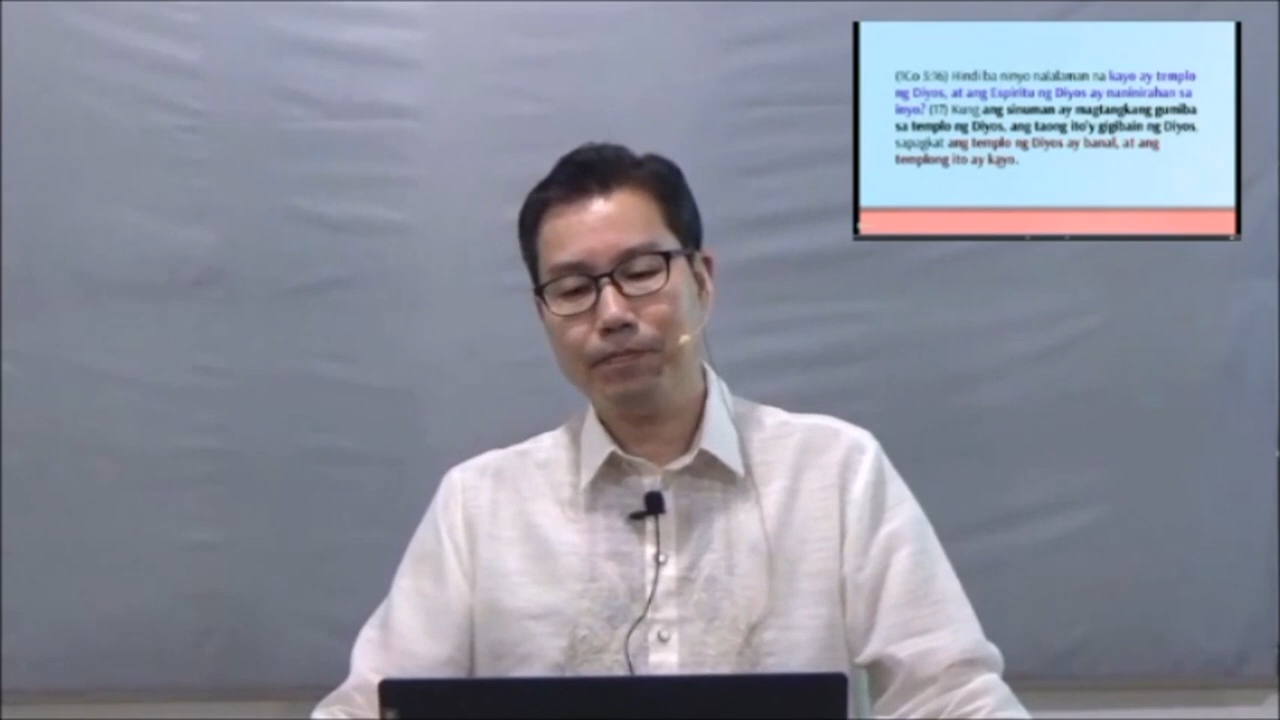 (1Co 3:16) Hindi ba ninyo nalalaman na kayo ay templo
ng Diyos, at ang Espiritu ng Diyos ay naninirahan sa
inyo? (17) Kung ang sinuman ay magtangkang gumiba
sa templo ng Diyos, ang taong ito'y gigibain ng Diyos,
sapagkat ang templo ng Diyos ay banal, at ang
templong ito ay kayo.